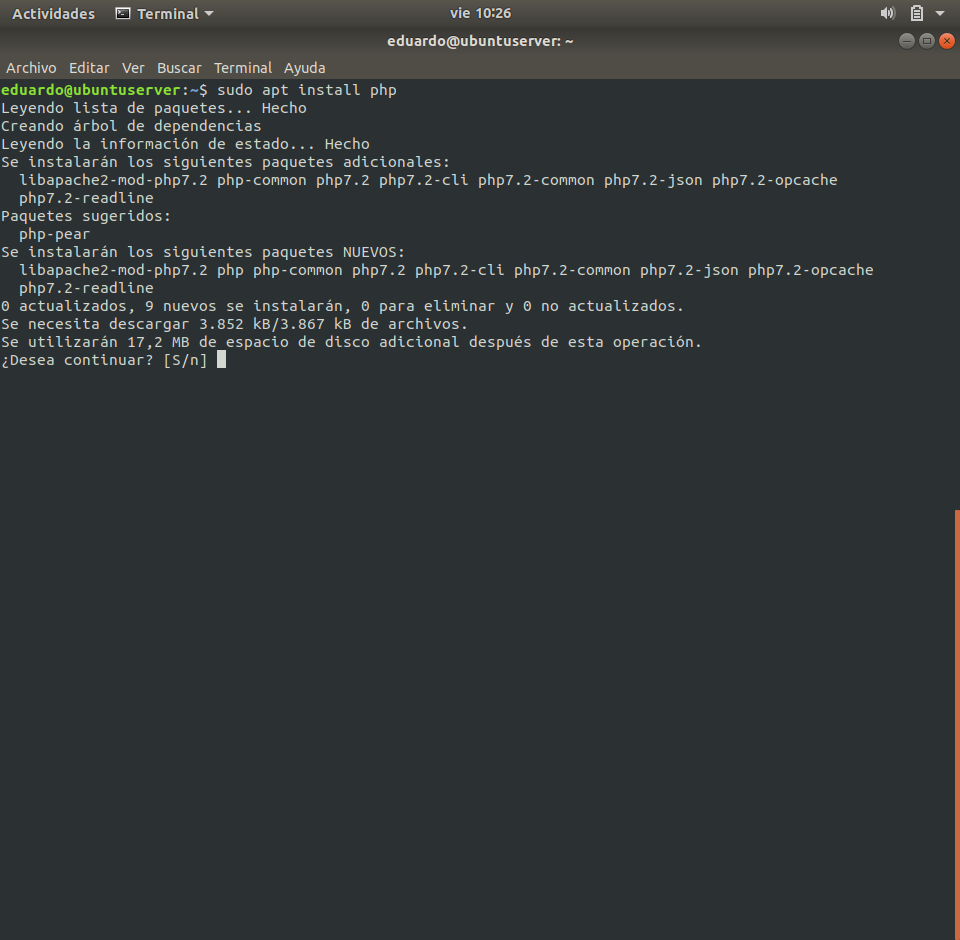 Actividades Terminal vie 10:26
eduardo@ubuntuserver: ~
Archivo Editar Ver Buscar Terminal Ayuda
eduardo@ubuntuserver:~$ sudo apt install php
Leyendo lista de paquetes... Hecho
Creando árbol de dependencias
Leyendo la información de estado... Hecho
Se instalarán los siguientes paquetes adicionales:
  libapache2-mod-php7.2 php-common php7.2 php7.2-cli php7.2-common php7.2-json php7.2-opcache
  php7.2-readline
Paquetes sugeridos:
  php-pear
Se instalarán los siguientes paquetes NUEVOS:
  libapache2-mod-php7.2 php php-common php7.2 php7.2-cli php7.2-common php7.2-json php7.2-opcache
  php7.2-readline
0 actualizados, 9 nuevos se instalarán, 0 para eliminar y 0 no actualizados.
Se necesita descargar 3.852 kB/3.867 kB de archivos.
Se utilizarán 17,2 MB de espacio de disco adicional después de esta operación.
¿Desea continuar? [S/n]